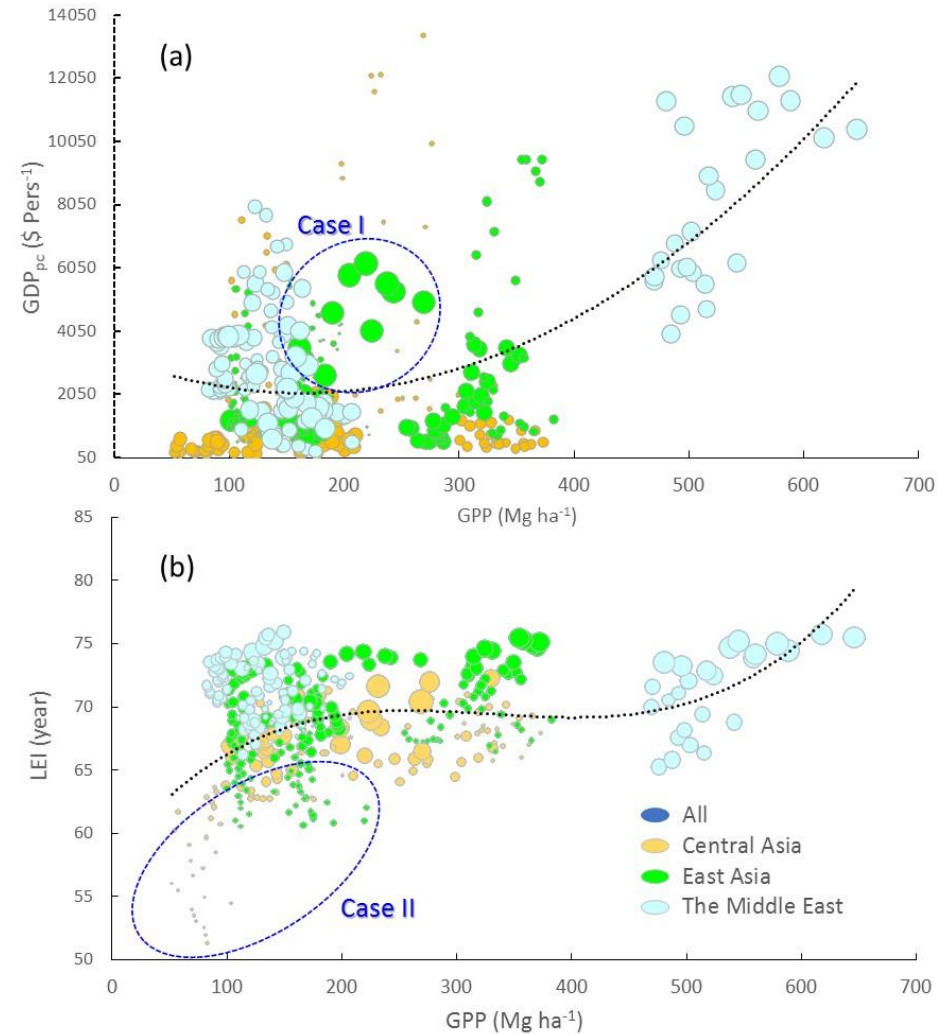 (a)
14050
12050
10050
8050
6050
4050
2050
50
GDPpc ($ Pers⁻¹)
Case I
0 100 200 300 400 500 600 700
GPP (Mg ha⁻¹)
(b)
85
80
75
70
65
60
55
50
LEI (year)
Case II
All
Central Asia
East Asia
The Middle East
0 100 200 300 400 500 600 700
GPP (Mg ha⁻¹)